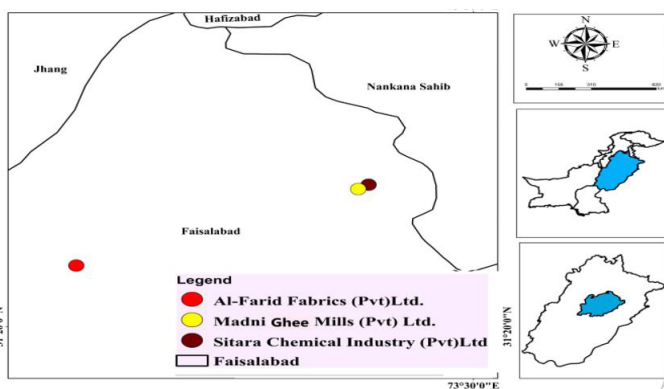 Hafizabad
Jhang
Nankana Sahib
Faisalabad
Legend
Al-Farid Fabrics (Pvt)Ltd.
Madni Ghee Mills (Pvt) Ltd.
Sitara Chemical Industry (Pvt)Ltd
Faisalabad
73°30'0"E
N
W E
S
31°20'0"N